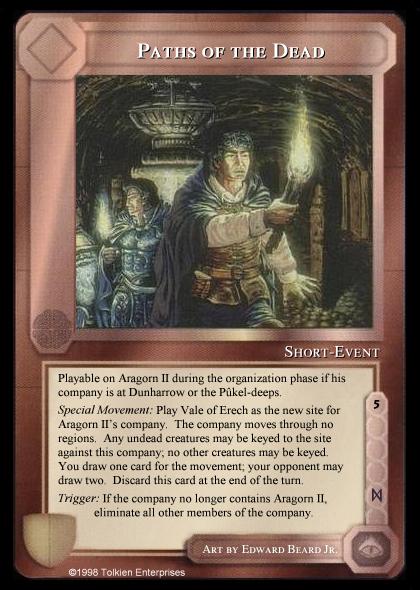 PATHS OF THE DEAD
SHORT-EVENT
Playable on Aragorn II during the organization phase if his
company is at Dunharrow or the Pûkel-deeps.
Special Movement: Play Vale of Erech as the new site for
Aragorn II's company. The company moves through no
regions. Any undead creatures may be keyed to the site
against this company; no other creatures may be keyed.
You draw one card for the movement; your opponent may
draw two. Discard this card at the end of the turn.
Trigger: If the company no longer contains Aragorn II,
eliminate all other members of the company.
5
ᛞ
ART BY EDWARD BEARD JR.
©1998 Tolkien Enterprises